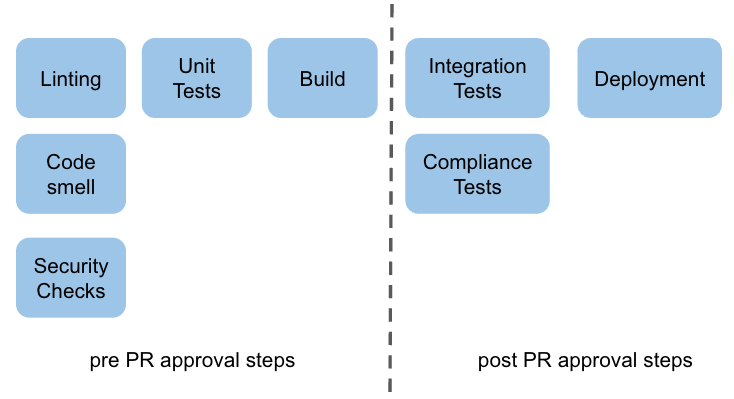 Linting
Unit
Tests
Build
Integration
Tests
Deployment
Code
smell
Compliance
Tests
Security
Checks
pre PR approval steps
post PR approval steps